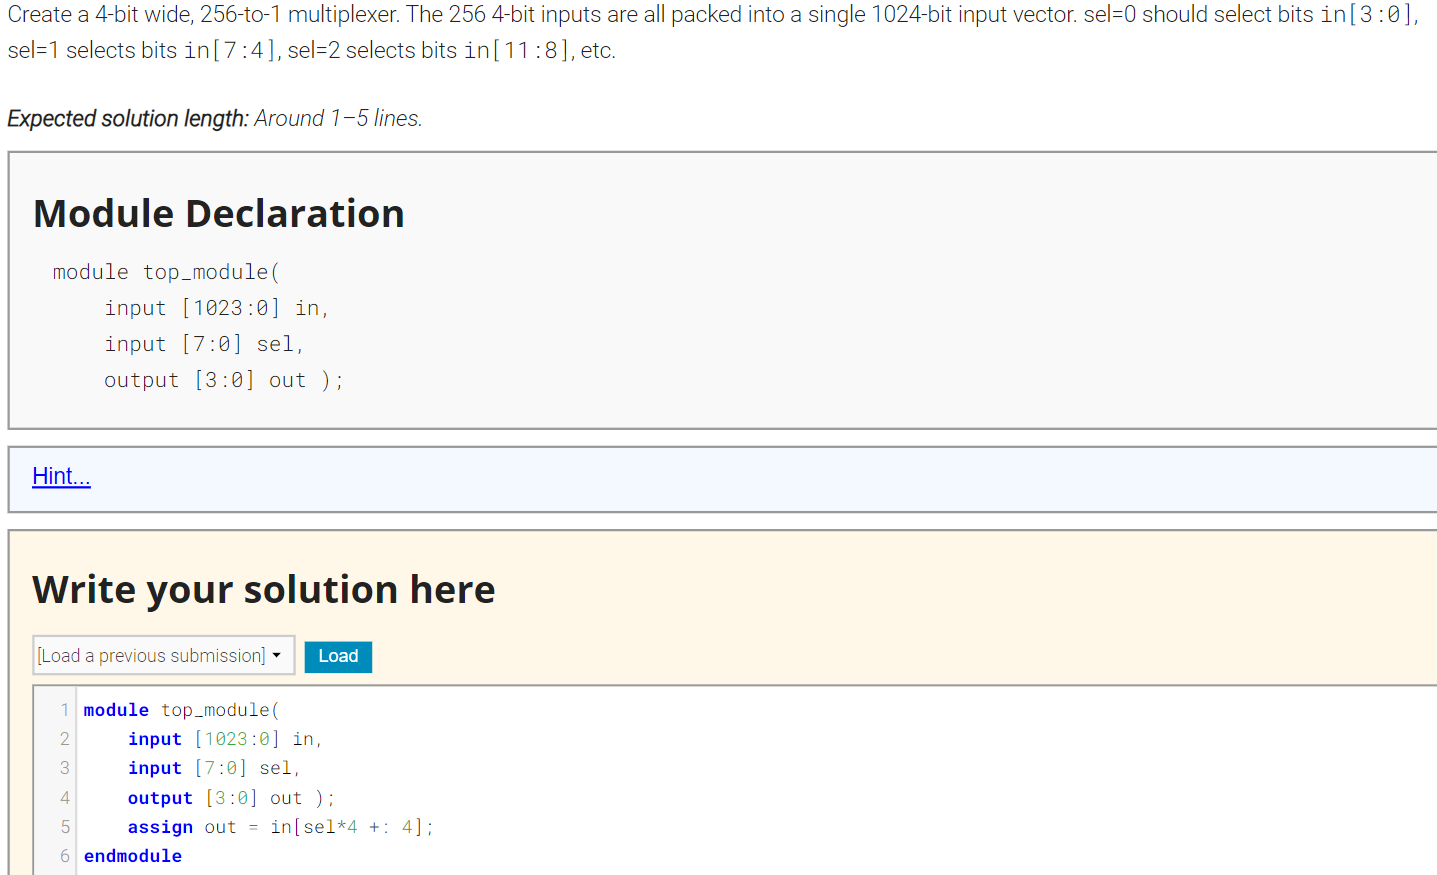 Create a 4-bit wide, 256-to-1 multiplexer. The 256 4-bit inputs are all packed into a single 1024-bit input vector. sel=0 should select bits in[3:0],
sel=1 selects bits in[7:4], sel=2 selects bits in[11:8], etc.
Expected solution length: Around 1–5 lines.
Module Declaration
module top_module(
    input [1023:0] in,
    input [7:0] sel,
    output [3:0] out );
Hint...
Write your solution here
[Load a previous submission] Load
1 module top_module(
2     input [1023:0] in,
3     input [7:0] sel,
4     output [3:0] out );
5     assign out = in[sel*4 +: 4];
6 endmodule